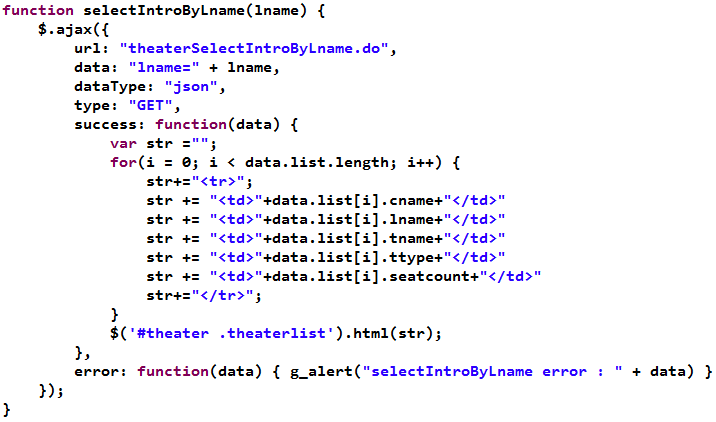 function selectIntroByLname(lname) {
    $.ajax({
        url: "theaterSelectIntroByLname.do",
        data: "lname=" + lname,
        dataType: "json",
        type: "GET",
        success: function(data) {
            var str ="";
            for(i = 0; i < data.list.length; i++) {
                str+="<tr>";
                str += "<td>"+data.list[i].cname+"</td>"
                str += "<td>"+data.list[i].lname+"</td>"
                str += "<td>"+data.list[i].tname+"</td>"
                str += "<td>"+data.list[i].ttype+"</td>"
                str += "<td>"+data.list[i].seatcount+"</td>"
                str+="</tr>";
            }
            $('#theater .theaterlist').html(str);
        },
        error: function(data) { g_alert("selectIntroByLname error : " + data) }
    });
}